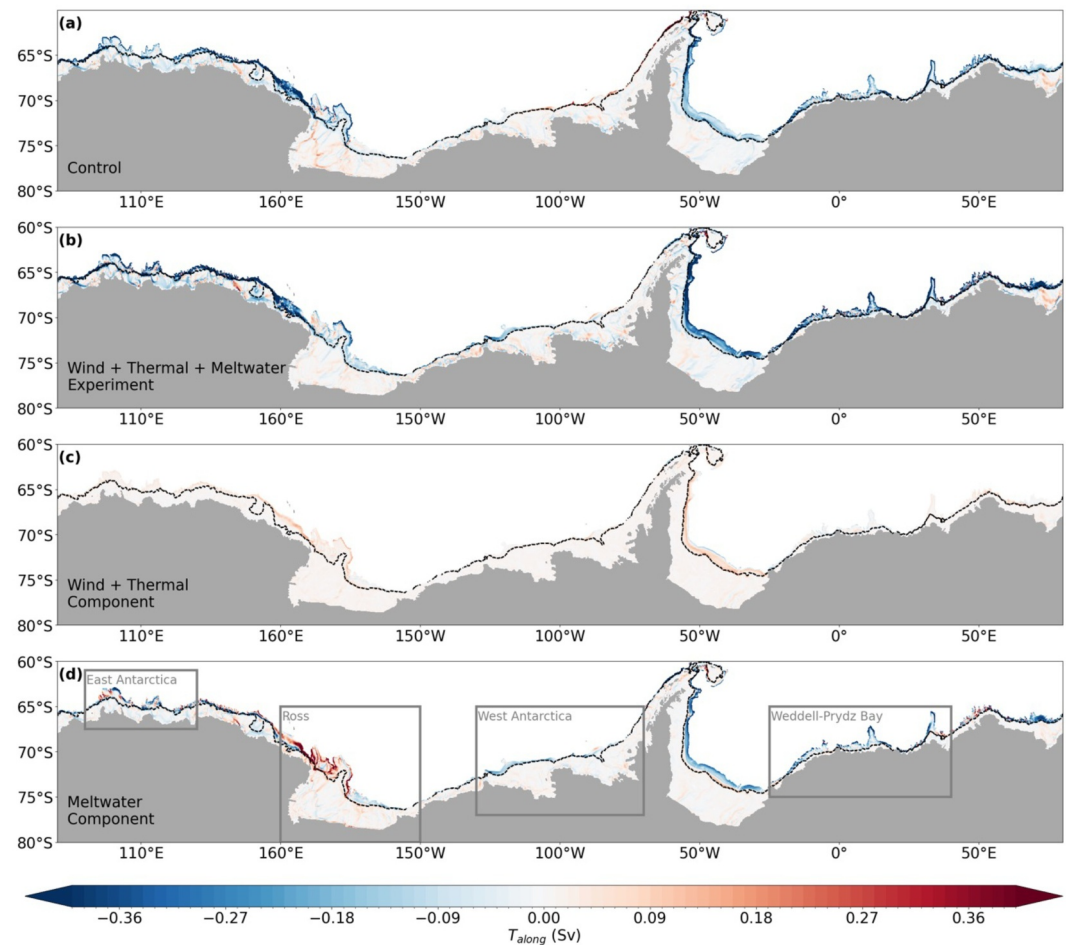 (a)
65°S
70°S
75°S
80°S
Control
110°E 160°E 150°W 100°W 50°W 0° 50°E
(b)
60°S
65°S
70°S
75°S
80°S
Wind + Thermal + Meltwater
Experiment
110°E 160°E 150°W 100°W 50°W 0° 50°E
(c)
60°S
65°S
70°S
75°S
80°S
Wind + Thermal
Component
110°E 160°E 150°W 100°W 50°W 0° 50°E
(d)
60°S
65°S
70°S
75°S
80°S
East Antarctica
Ross
West Antarctica
Weddell-Prydz Bay
Meltwater
Component
110°E 160°E 150°W 100°W 50°W 0° 50°E
−0.36 −0.27 −0.18 −0.09 0.00 0.09 0.18 0.27 0.36
T_along (Sv)